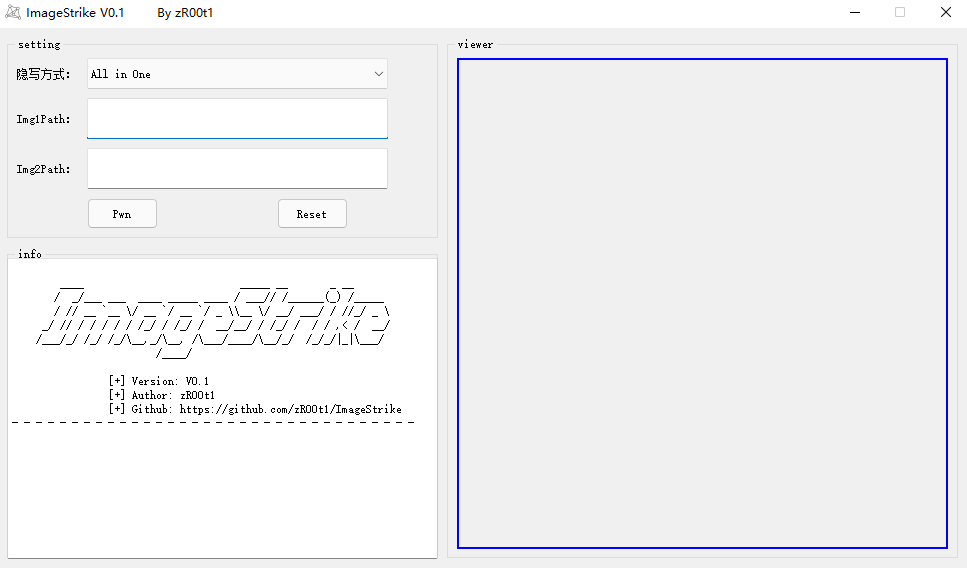 ImageStrike V0.1 By zR00t1
setting
隐写方式:
All in One
Img1Path:
Img2Path:
Pwn
Reset
info
ImageStrike
[+] Version: V0.1
[+] Author: zR00t1
[+] Github: https://github.com/zR00t1/ImageStrike
viewer